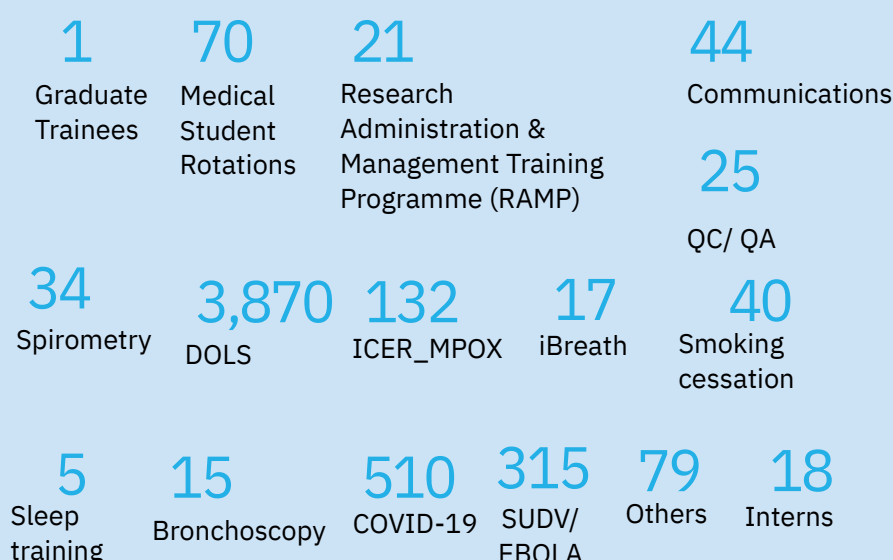 1
Graduate
Trainees
70
Medical
Student
Rotations
21
Research
Administration &
Management Training
Programme (RAMP)
44
Communications
25
QC/ QA
34
Spirometry
3,870
DOLS
132
ICER_MPOX
17
iBreath
40
Smoking
cessation
5
Sleep
training
15
Bronchoscopy
510
COVID-19
315
SUDV/
EBOLA
79
Others
18
Interns